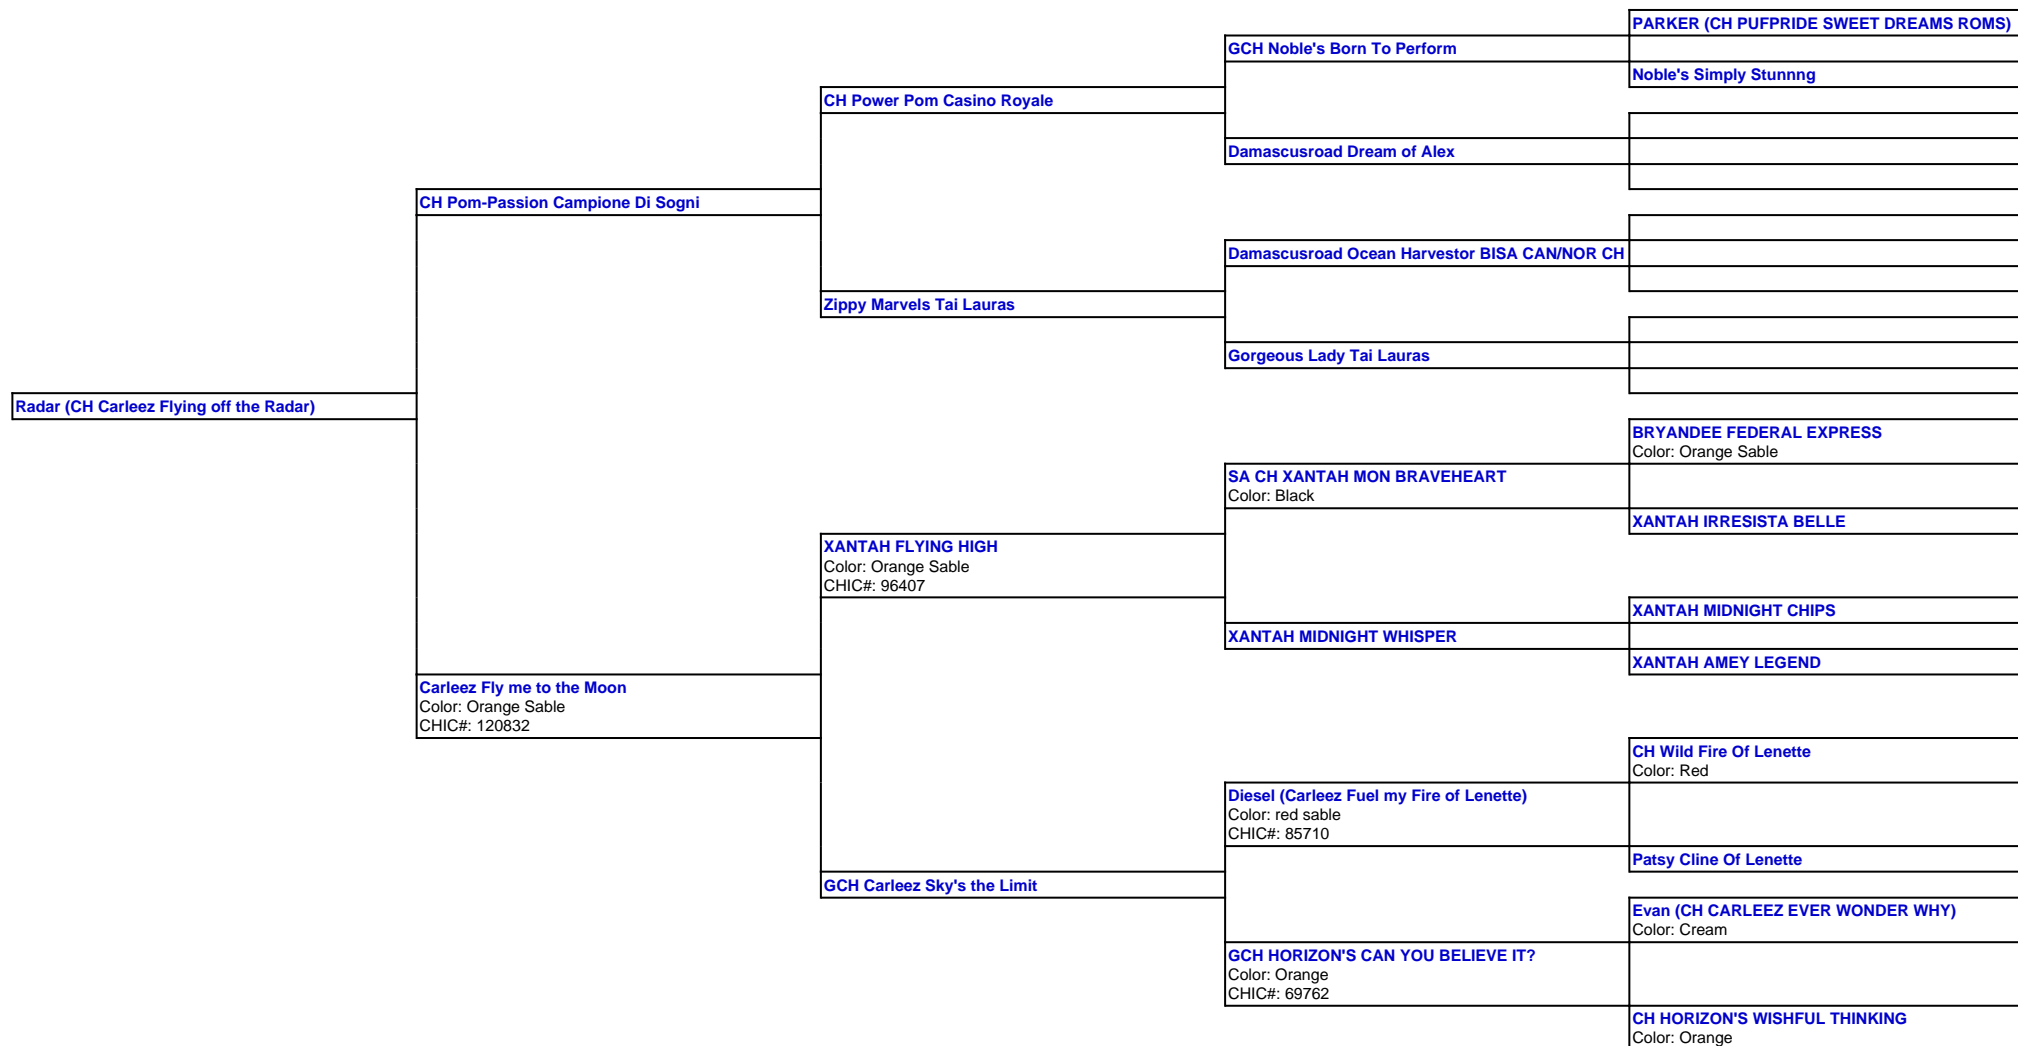 PARKER (CH PUFPRIDE SWEET DREAMS ROMS)
GCH Noble's Born To Perform
Noble's Simply Stunnng
CH Power Pom Casino Royale
Damascusroad Dream of Alex
CH Pom-Passion Campione Di Sogni
Damascusroad Ocean Harvestor BISA CAN/NOR CH
Zippy Marvels Tai Lauras
Gorgeous Lady Tai Lauras
Radar (CH Carleez Flying off the Radar)
BRYANDEE FEDERAL EXPRESS
Color: Orange Sable
SA CH XANTAH MON BRAVEHEART
Color: Black
XANTAH IRRESISTA BELLE
XANTAH FLYING HIGH
Color: Orange Sable
CHIC#: 96407
XANTAH MIDNIGHT CHIPS
XANTAH MIDNIGHT WHISPER
XANTAH AMEY LEGEND
Carleez Fly me to the Moon
Color: Orange Sable
CHIC#: 120832
CH Wild Fire Of Lenette
Color: Red
Diesel (Carleez Fuel my Fire of Lenette)
Color: red sable
CHIC#: 85710
Patsy Cline Of Lenette
GCH Carleez Sky's the Limit
Evan (CH CARLEEZ EVER WONDER WHY)
Color: Cream
GCH HORIZON'S CAN YOU BELIEVE IT?
Color: Orange
CHIC#: 69762
CH HORIZON'S WISHFUL THINKING
Color: Orange